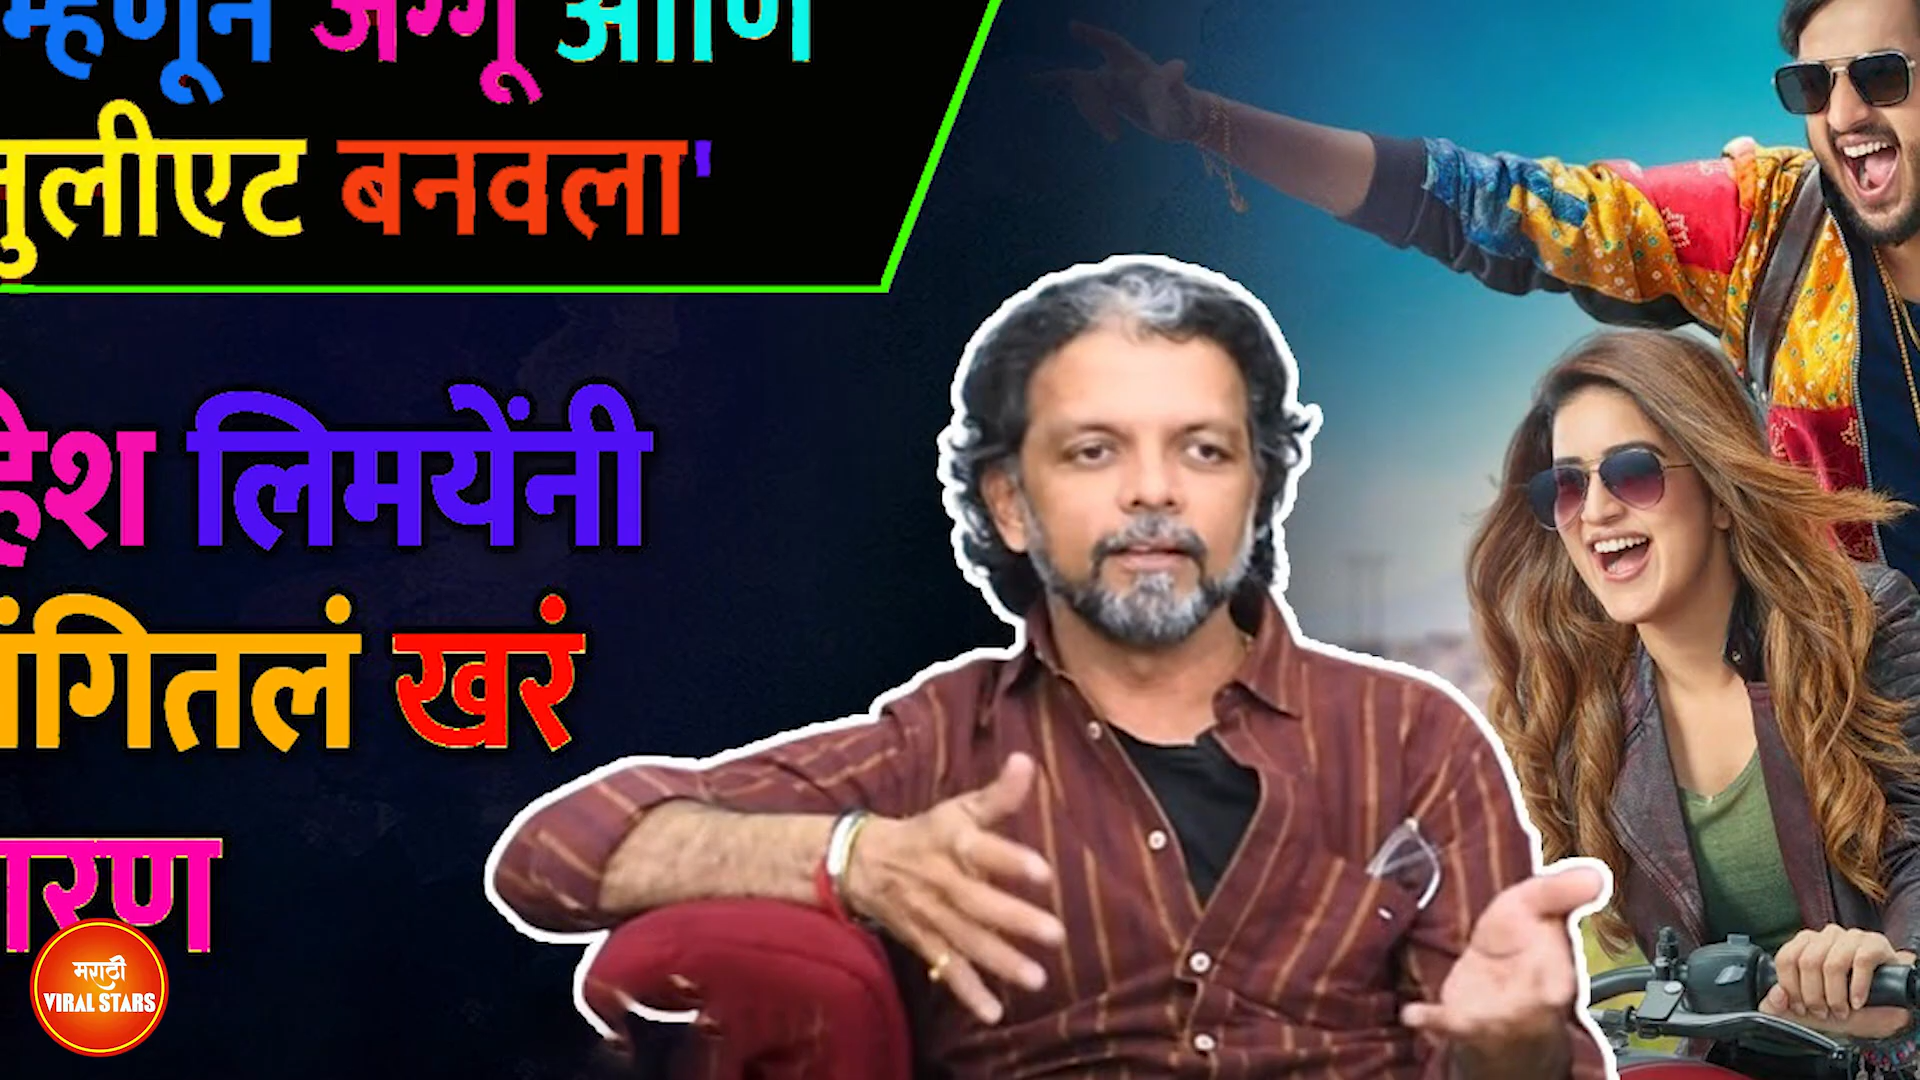 म्हणून जग्गू आणि
जुलीएट बनवला'
हेश लिमयेंनी
ांगितलं खरं
ारण
मराठी
VIRAL STARS